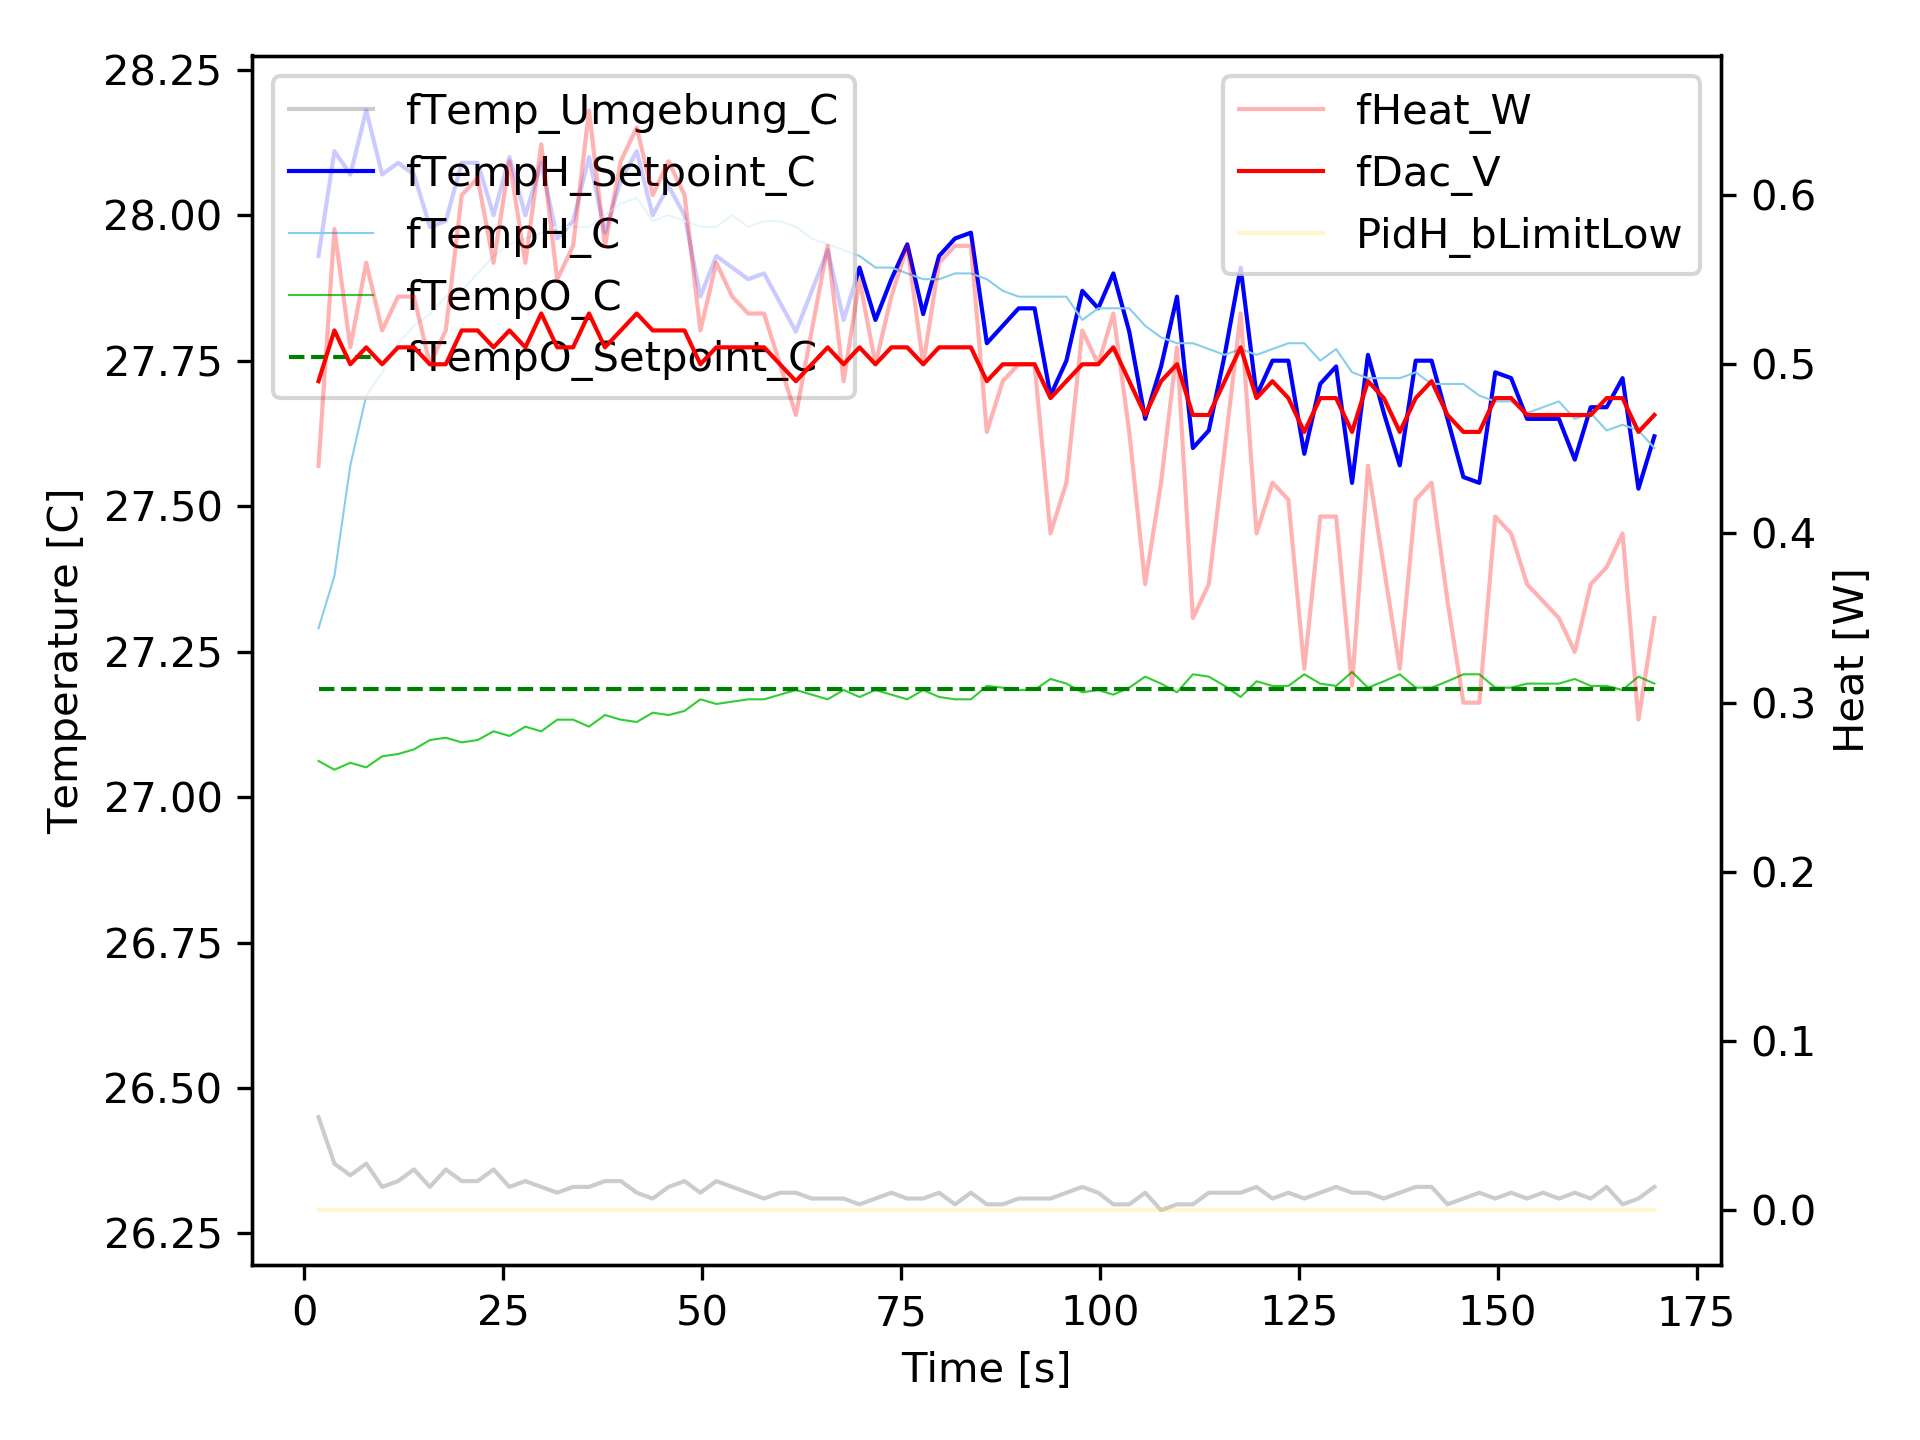 28.25
28.00
27.75
27.50
27.25
27.00
26.75
26.50
26.25
Temperature [C]
fTemp_Umgebung_C
fTempH_Setpoint_C
fTempH_C
fTempO_C
fTempO_Setpoint_C
fHeat_W
fDac_V
PidH_bLimitLow
0.6
0.5
0.4
0.3
0.2
0.1
0.0
Heat [W]
0 25 50 75 100 125 150 175
Time [s]